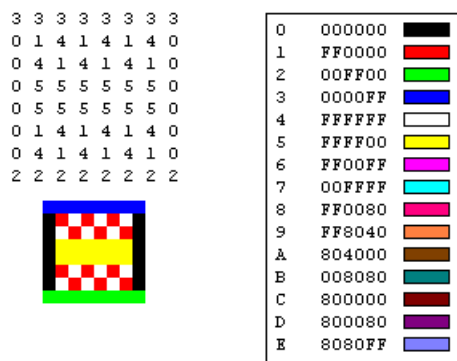 3 3 3 3 3 3 3 3
0 1 4 1 4 1 4 0
0 4 1 4 1 4 1 0
0 5 5 5 5 5 5 0
0 5 5 5 5 5 5 0
0 1 4 1 4 1 4 0
0 4 1 4 1 4 1 0
2 2 2 2 2 2 2 2
0 000000
1 FF0000
2 00FF00
3 0000FF
4 FFFFFF
5 FFFF00
6 FF00FF
7 00FFFF
8 FF0080
9 FF8040
A 804000
B 008080
C 800000
D 800080
E 8080FF